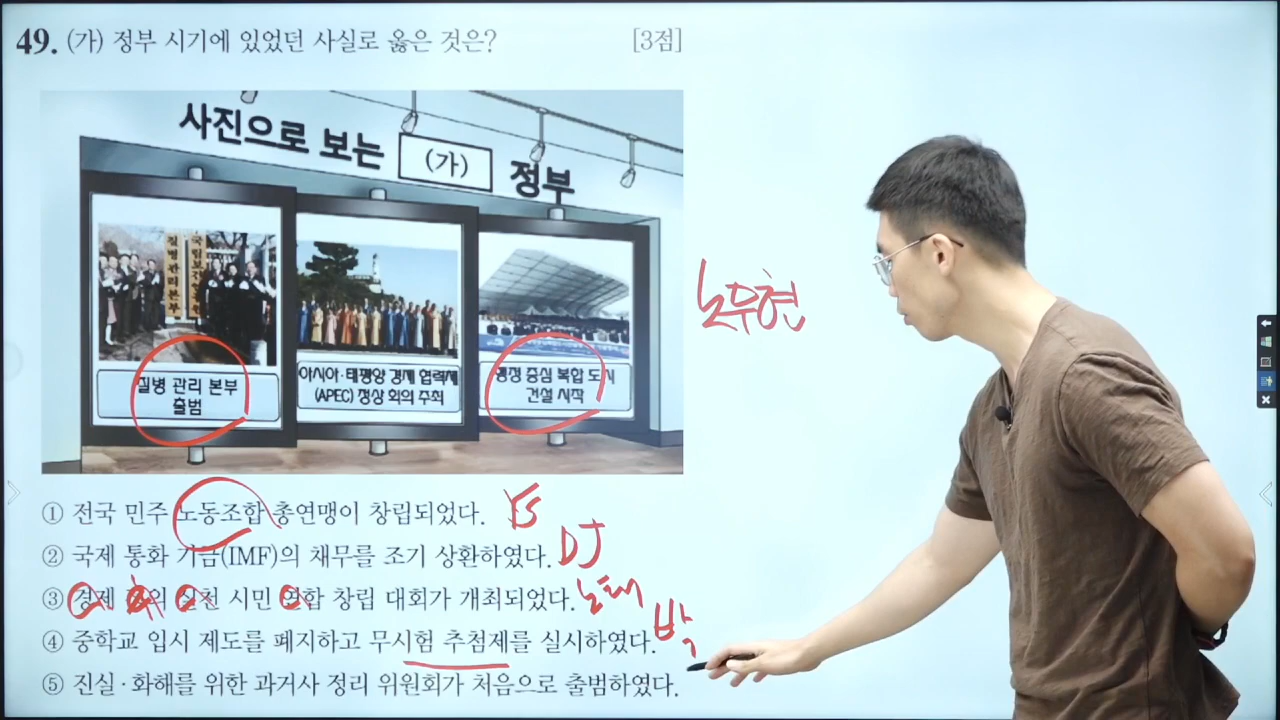 49. (가) 정부 시기에 있었던 사실로 옳은 것은? [3점]
사진으로 보는 (가) 정부
질병관리본부
질병 관리 본부
출범
아시아·태평양 경제 협력체
(APEC) 정상 회의 주최
행정 중심 복합 도시
건설 시작
노무현
① 전국 민주 노동조합 총연맹이 창립되었다. YS
② 국제 통화 기금(IMF)의 채무를 조기 상환하였다. DJ
③ 경제 정의 실천 시민 연합 창립 대회가 개최되었다. 노태
④ 중학교 입시 제도를 폐지하고 무시험 추첨제를 실시하였다. 박
⑤ 진실·화해를 위한 과거사 정리 위원회가 처음으로 출범하였다.